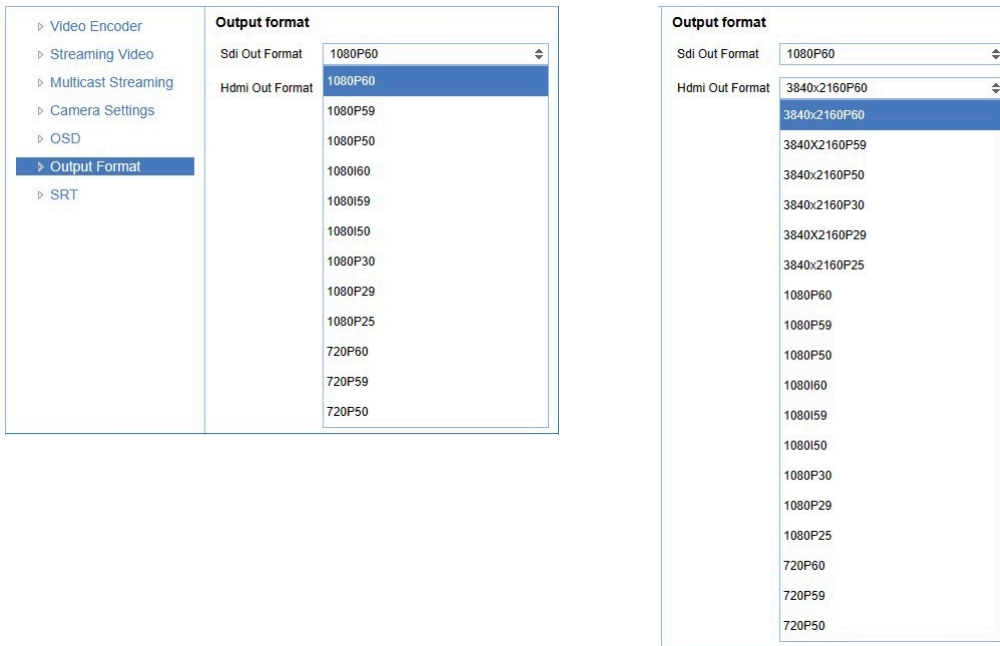 Video Encoder
Streaming Video
Multicast Streaming
Camera Settings
OSD
Output Format
SRT
Output format
Sdi Out Format 1080P60
Hdmi Out Format
1080P60
1080P59
1080P50
1080I60
1080I59
1080I50
1080P30
1080P29
1080P25
720P60
720P59
720P50
Output format
Sdi Out Format 1080P60
Hdmi Out Format 3840x2160P60
3840x2160P60
3840X2160P59
3840x2160P50
3840x2160P30
3840X2160P29
3840x2160P25
1080P60
1080P59
1080P50
1080I60
1080I59
1080I50
1080P30
1080P29
1080P25
720P60
720P59
720P50